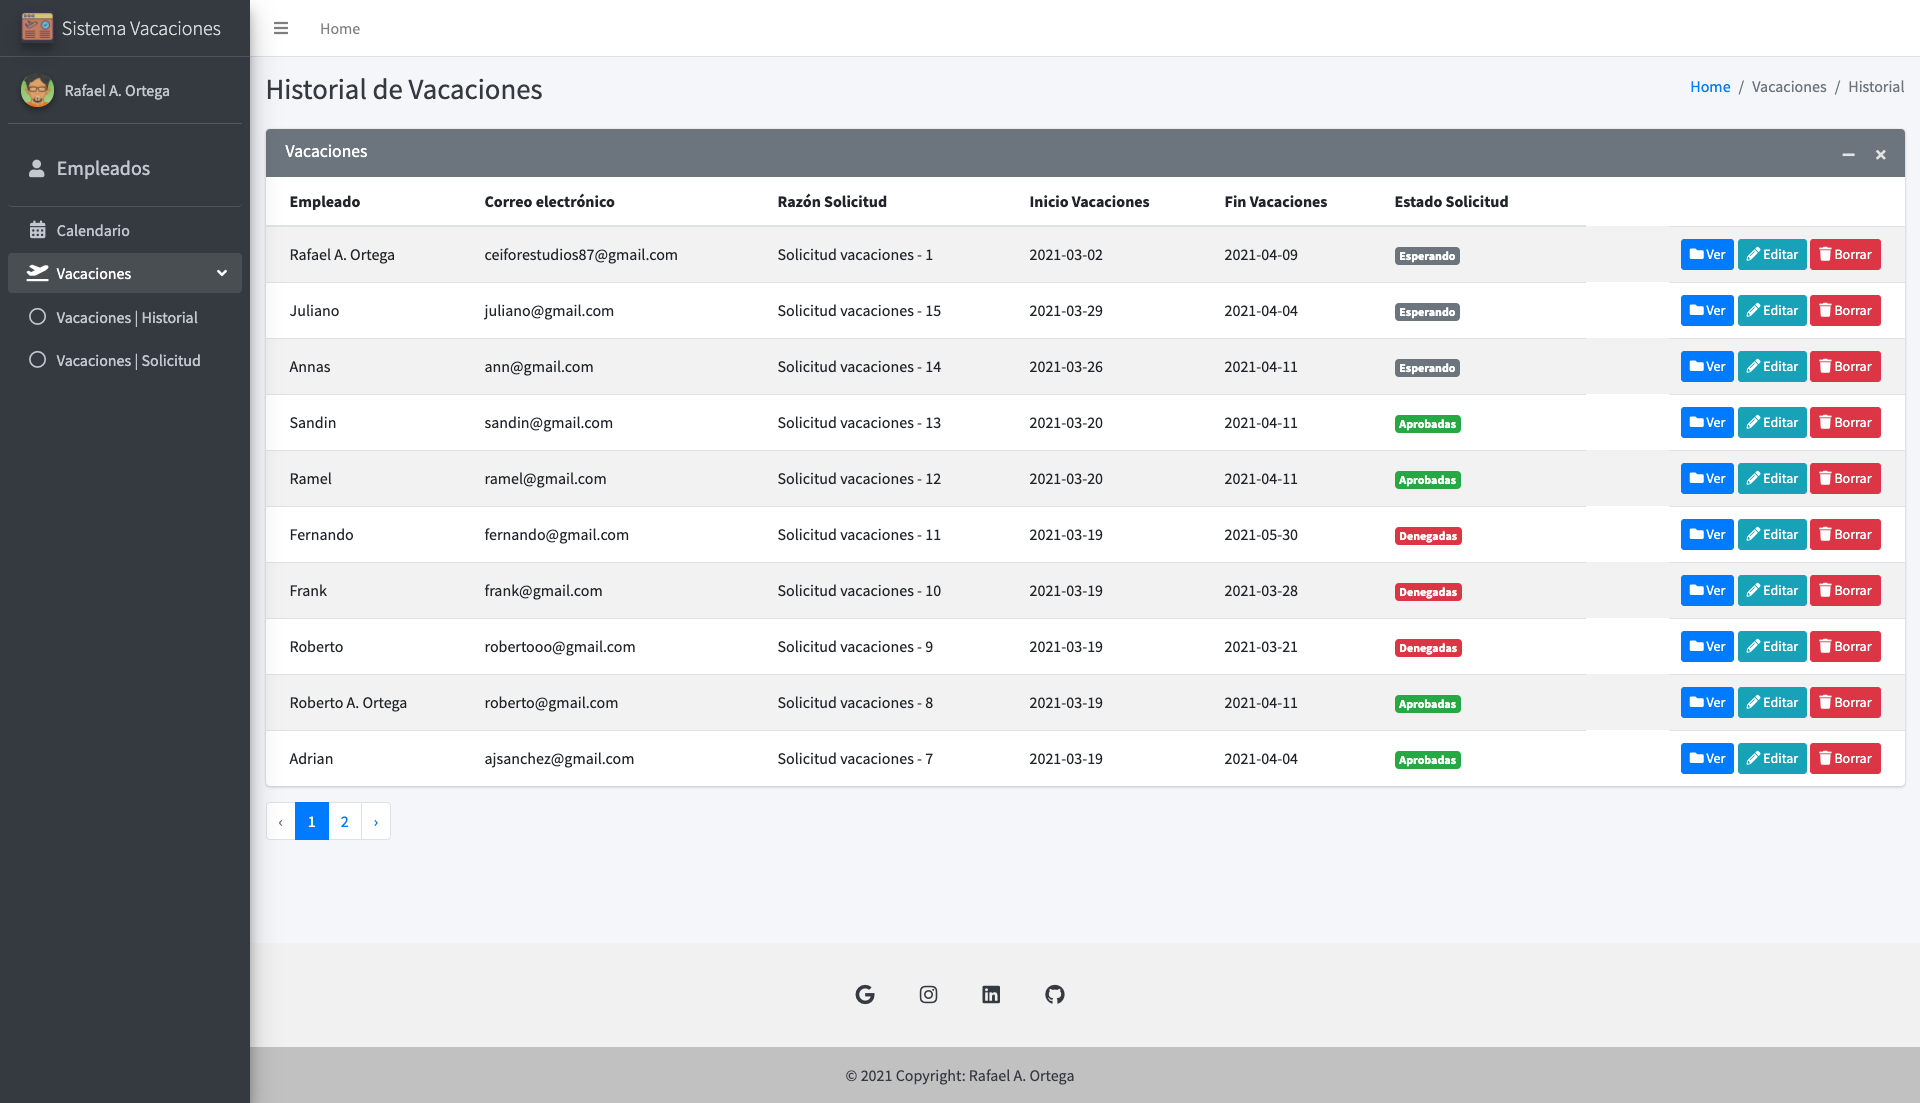 Sistema Vacaciones
Home
Rafael A. Ortega
Empleados
Calendario
Vacaciones
Vacaciones | Historial
Vacaciones | Solicitud
Historial de Vacaciones
Home / Vacaciones / Historial
Vacaciones
Empleado Correo electrónico Razón Solicitud Inicio Vacaciones Fin Vacaciones Estado Solicitud
Rafael A. Ortega ceiforestudios87@gmail.com Solicitud vacaciones - 1 2021-03-02 2021-04-09 Esperando Ver Editar Borrar
Juliano juliano@gmail.com Solicitud vacaciones - 15 2021-03-29 2021-04-04 Esperando Ver Editar Borrar
Annas ann@gmail.com Solicitud vacaciones - 14 2021-03-26 2021-04-11 Esperando Ver Editar Borrar
Sandin sandin@gmail.com Solicitud vacaciones - 13 2021-03-20 2021-04-11 Aprobadas Ver Editar Borrar
Ramel ramel@gmail.com Solicitud vacaciones - 12 2021-03-20 2021-04-11 Aprobadas Ver Editar Borrar
Fernando fernando@gmail.com Solicitud vacaciones - 11 2021-03-19 2021-05-30 Denegadas Ver Editar Borrar
Frank frank@gmail.com Solicitud vacaciones - 10 2021-03-19 2021-03-28 Denegadas Ver Editar Borrar
Roberto robertooo@gmail.com Solicitud vacaciones - 9 2021-03-19 2021-03-21 Denegadas Ver Editar Borrar
Roberto A. Ortega roberto@gmail.com Solicitud vacaciones - 8 2021-03-19 2021-04-11 Aprobadas Ver Editar Borrar
Adrian ajsanchez@gmail.com Solicitud vacaciones - 7 2021-03-19 2021-04-04 Aprobadas Ver Editar Borrar
‹ 1 2 ›
© 2021 Copyright: Rafael A. Ortega